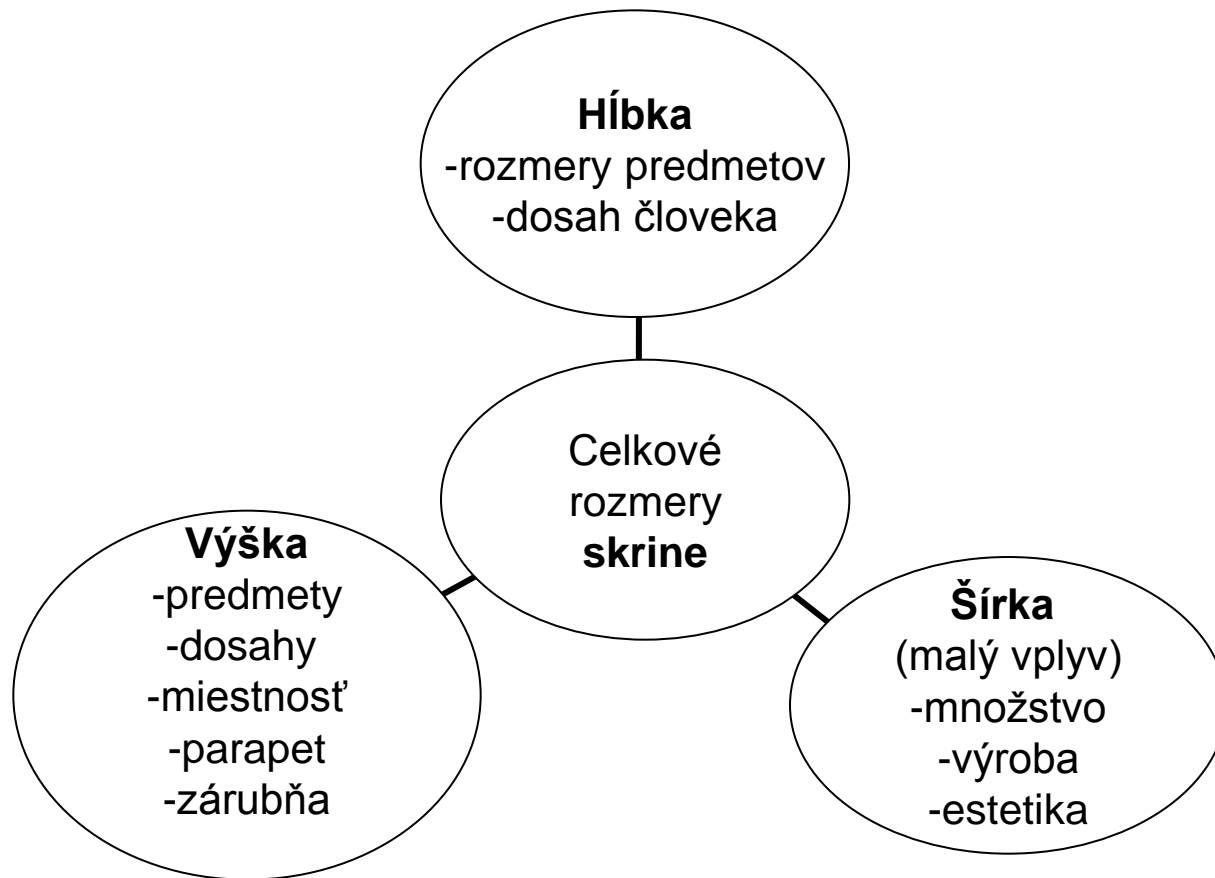 Hĺbka
-rozmery predmetov
-dosah človeka
Celkové
rozmery
skrine
Výška
-predmety
-dosahy
-miestnosť
-parapet
-zárubňa
Šírka
(malý vplyv)
-množstvo
-výroba
-estetika